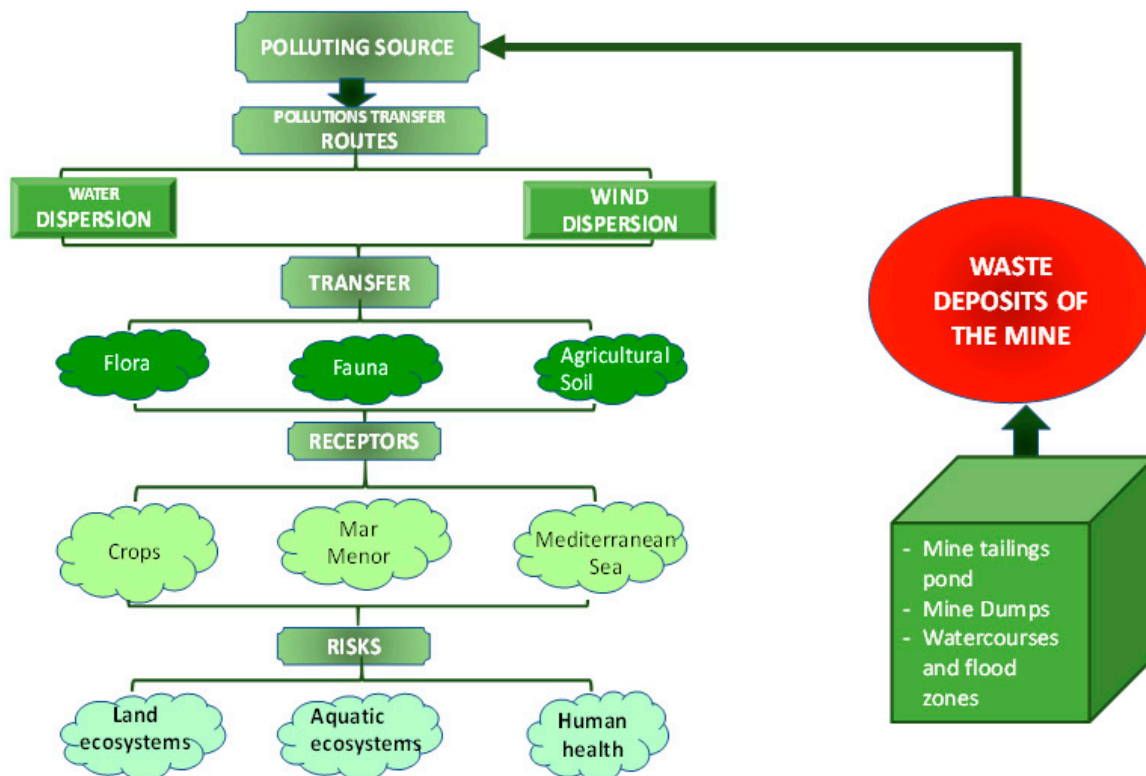 POLLUTING SOURCE
POLLUTIONS TRANSFER
ROUTES
WATER
DISPERSION
WIND
DISPERSION
TRANSFER
Flora
Fauna
Agricultural
Soil
RECEPTORS
Crops
Mar
Menor
Mediterranean
Sea
RISKS
Land
ecosystems
Aquatic
ecosystems
Human
health
WASTE
DEPOSITS OF
THE MINE
- Mine tailings
pond
- Mine Dumps
- Watercourses
and flood
zones